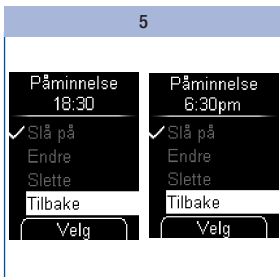 5
Påminnelse
18:30
Slå på
Endre
Slette
Tilbake
Velg
Påminnelse
6:30pm
Slå på
Endre
Slette
Tilbake
Velg